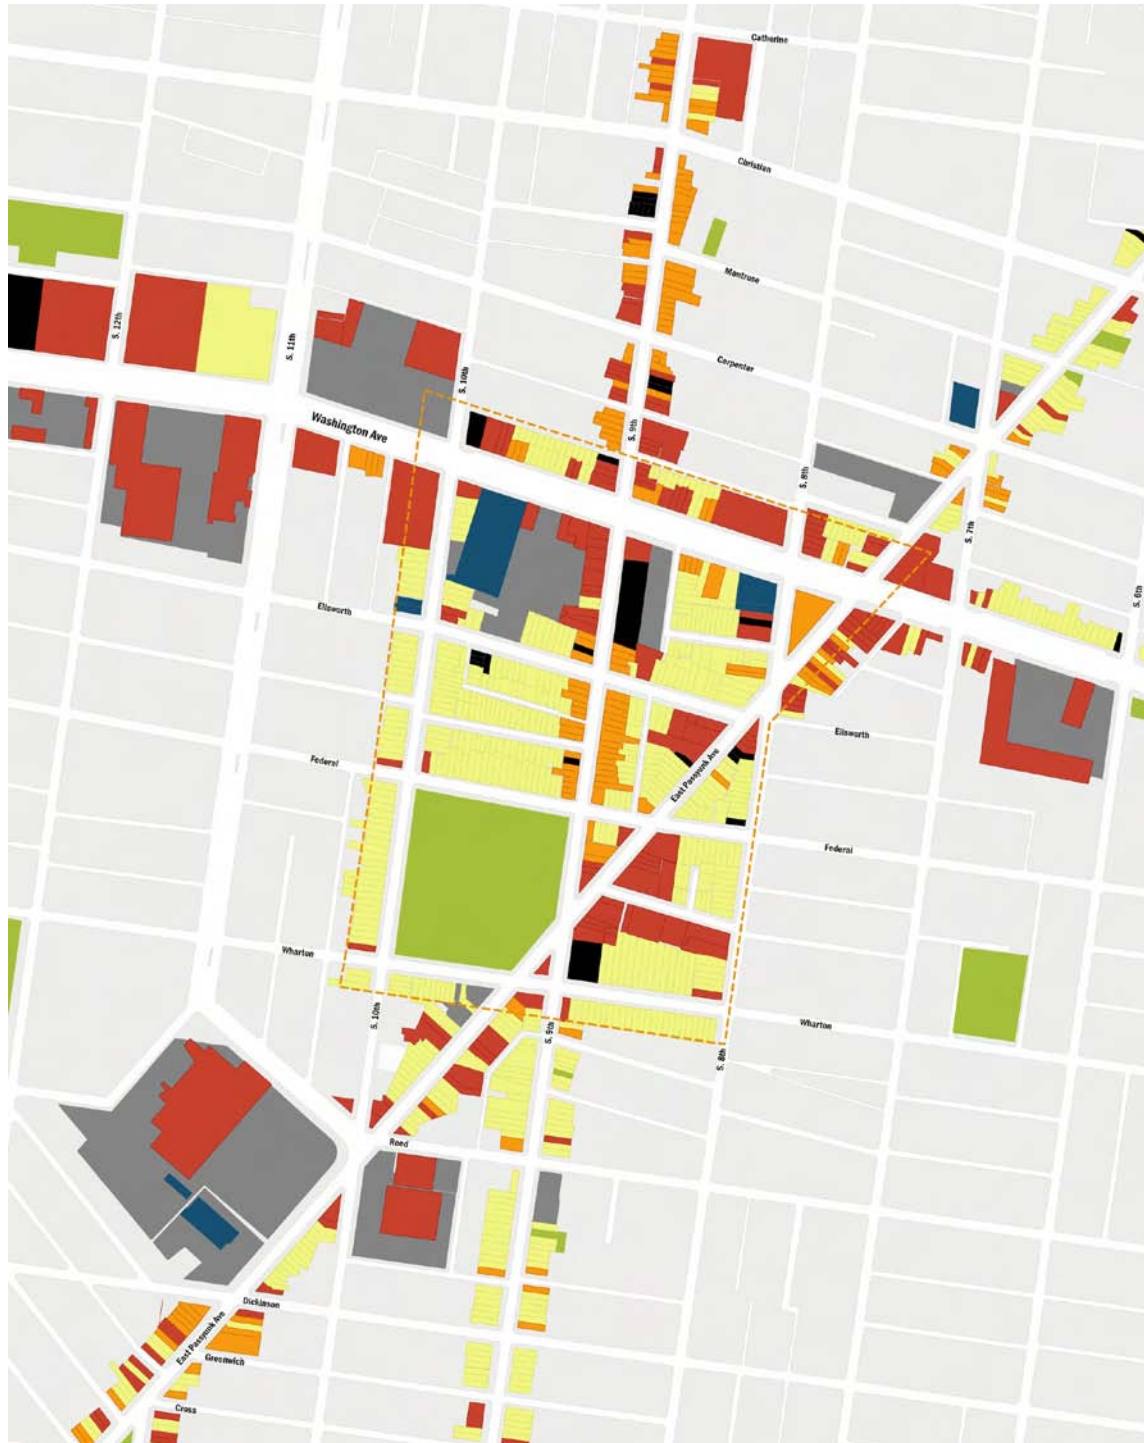 Catherine
Christian
Montrose
S. 12th
S. 11th
Carpenter
S. 10th
Washington Ave
S. 9th
S. 8th
S. 7th
S. 6th
Ellsworth
Ellsworth
Federal
East Passyunk Ave
Federal
Wharton
S. 10th
S. 9th
Wharton
S. 8th
Reed
Dickinson
East Passyunk Ave
Greenwich
Cross